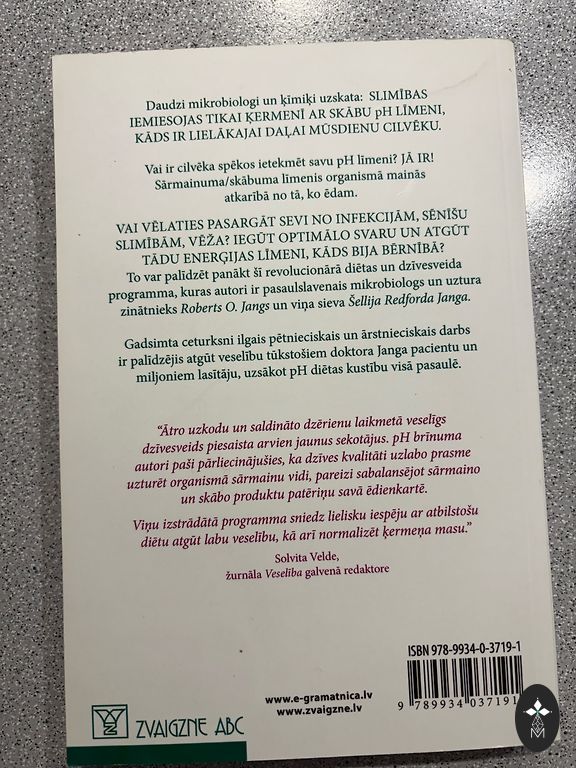 Daudzi mikrobiologi un ķīmiķi uzskata: SLIMĪBAS
IEMIESOJAS TIKAI ĶERMENĪ AR SKĀBU pH LĪMENI,
KĀDS IR LIELĀKAJAI DAĻAI MŪSDIENU CILVĒKU.
Vai ir cilvēka spēkos ietekmēt savu pH līmeni? JĀ IR!
Sārmainuma/skābuma līmenis organismā mainās
atkarībā no tā, ko ēdam.
VAI VĒLATIES PASARGĀT SEVI NO INFEKCIJĀM, SĒNĪŠU
SLIMĪBĀM, VĒŽA? IEGŪT OPTIMĀLO SVARU UN ATGŪT
TĀDU ENERĢIJAS LĪMENI, KĀDS BIJA BĒRNĪBĀ?
To var palīdzēt panākt šī revolucionārā diētas un dzīvesveida
programma, kuras autori ir pasaulslavenais mikrobiologs un uztura
zinātnieks Roberts O. Jangs un viņa sieva Šellija Redforda Janga.
Gadsimta ceturksni ilgais pētnieciskais un ārstnieciskais darbs
ir palīdzējis atgūt veselību tūkstošiem doktora Janga pacientu un
miljoniem lasītāju, uzsākot pH diētas kustību visā pasaulē.
“Ātro uzkodu un saldināto dzērienu laikmetā veselīgs
dzīvesveids piesaista arvien jaunus sekotājus. pH brīnuma
autori paši pārliecinājušies, ka dzīves kvalitāti uzlabo prasme
uzturēt organismā sārmainu vidi, pareizi sabalansējot sārmaino
un skābo produktu patēriņu savā ēdienkartē.
Viņu izstrādātā programma sniedz lielisku iespēju ar atbilstošu
diētu atgūt labu veselību, kā arī normalizēt ķermeņa masu.”
Solvita Velde,
žurnāla Veselība galvenā redaktore
ISBN 978-9934-0-3719-1
www.e-gramatnica.lv
www.zvaigzne.lv
9 789934 037191
ZVAIGZNE ABC